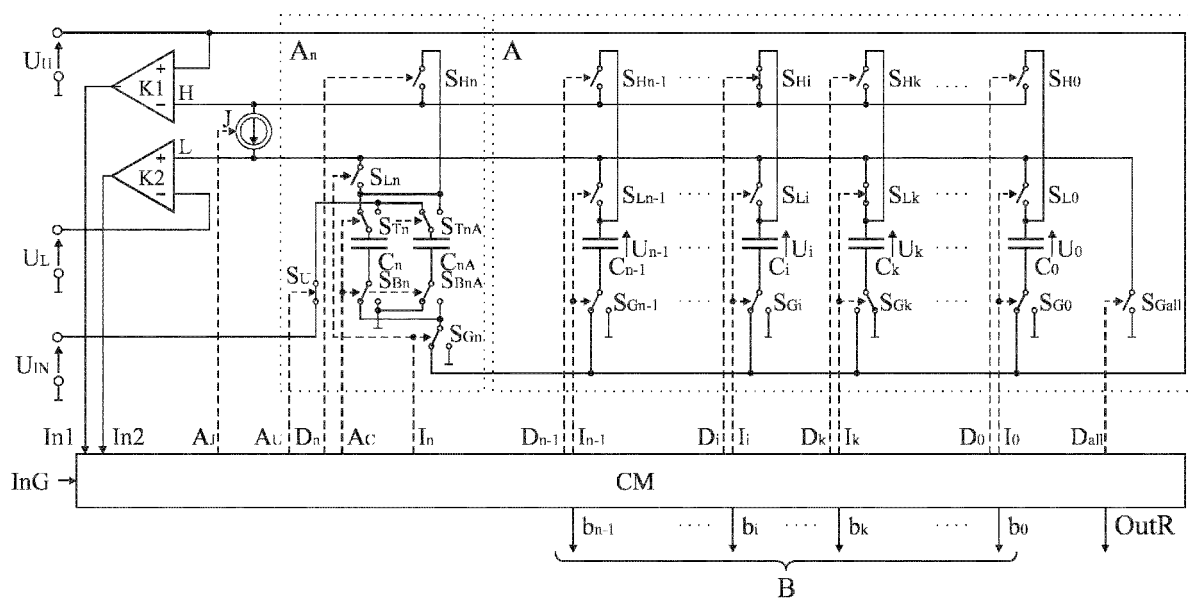 An A
UH
K1 + − H
SHn SHn-1 ···· SHi SHk ···· SH0
J
K2 + − L
SLn SLn-1 ···· SLi SLk ···· SL0
STn STnA
Cn CnA Cn-1 Un-1 Ci Ui Ck Uk ···· C0 U0
UL
SU SBn SBnA
SGn-1 ···· SGi SGk ···· SG0 SGall
SGn
UIN
In1 In2 AJ AU Dn AC In Dn-1 In-1 Di Ii Dk Ik D0 I0 Dall
InG CM
bn-1 ···· bi ···· bk ···· b0 OutR
B